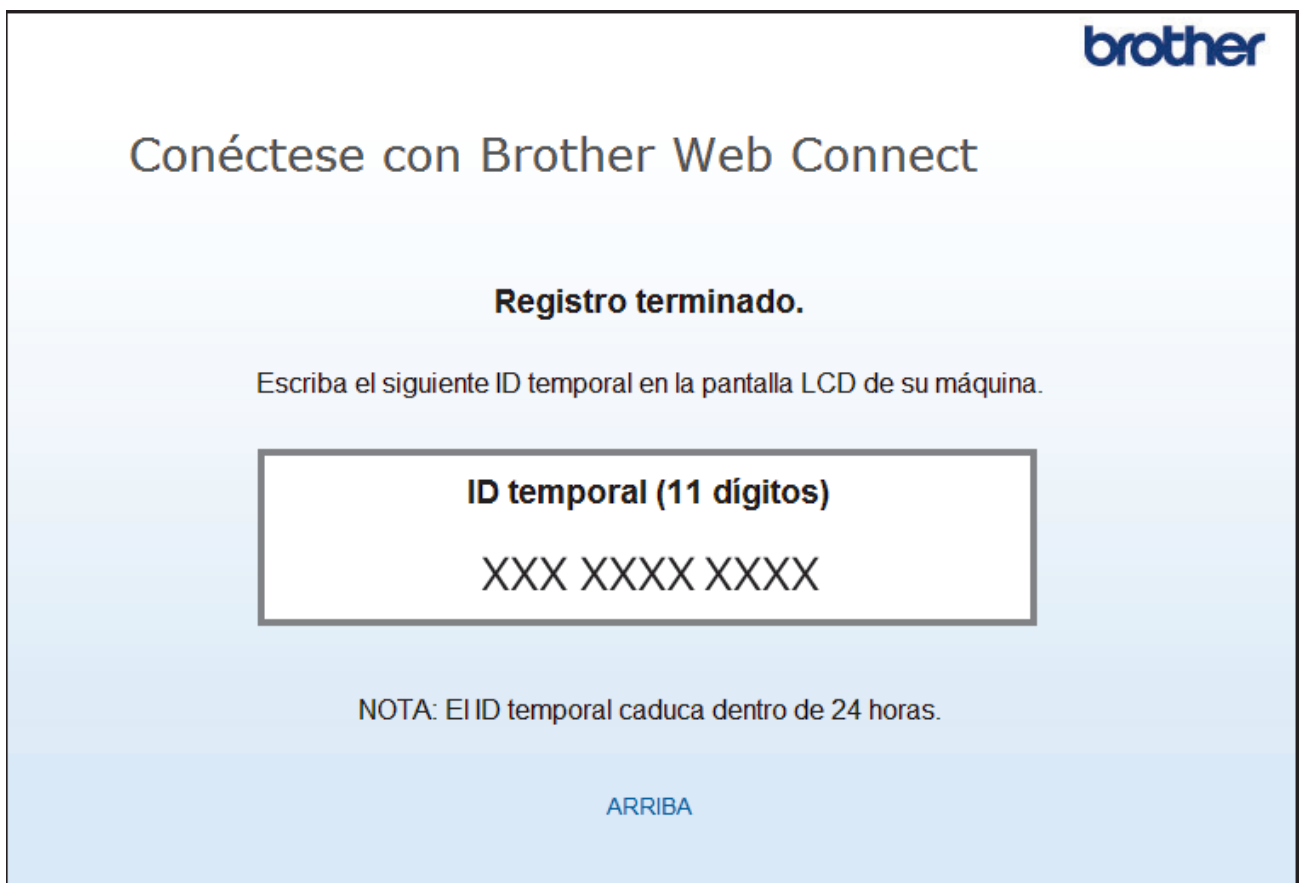 brother
Conéctese con Brother Web Connect
Registro terminado.
Escriba el siguiente ID temporal en la pantalla LCD de su máquina.
ID temporal (11 dígitos)
XXX XXXX XXXX
NOTA: El ID temporal caduca dentro de 24 horas.
ARRIBA